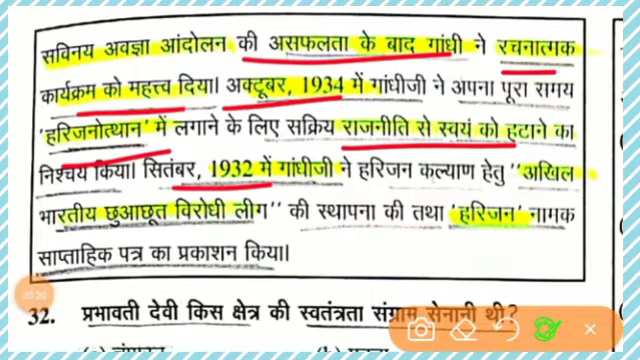 सविनय अवज्ञा आंदोलन की असफलता के बाद गांधी ने रचनात्मक
कार्यक्रम को महत्त्व दिया। अक्टूबर, 1934 में गांधीजी ने अपना पूरा समय
'हरिजनोत्थान' में लगाने के लिए सक्रिय राजनीति से स्वयं को हटाने का
निश्चय किया। सितंबर, 1932 में गांधीजी ने हरिजन कल्याण हेतु "अखिल
भारतीय छुआछूत विरोधी लीग" की स्थापना की तथा 'हरिजन' नामक
साप्ताहिक पत्र का प्रकाशन किया।
32. प्रभावती देवी किस क्षेत्र की स्वतंत्रता संग्राम सेनानी थी?